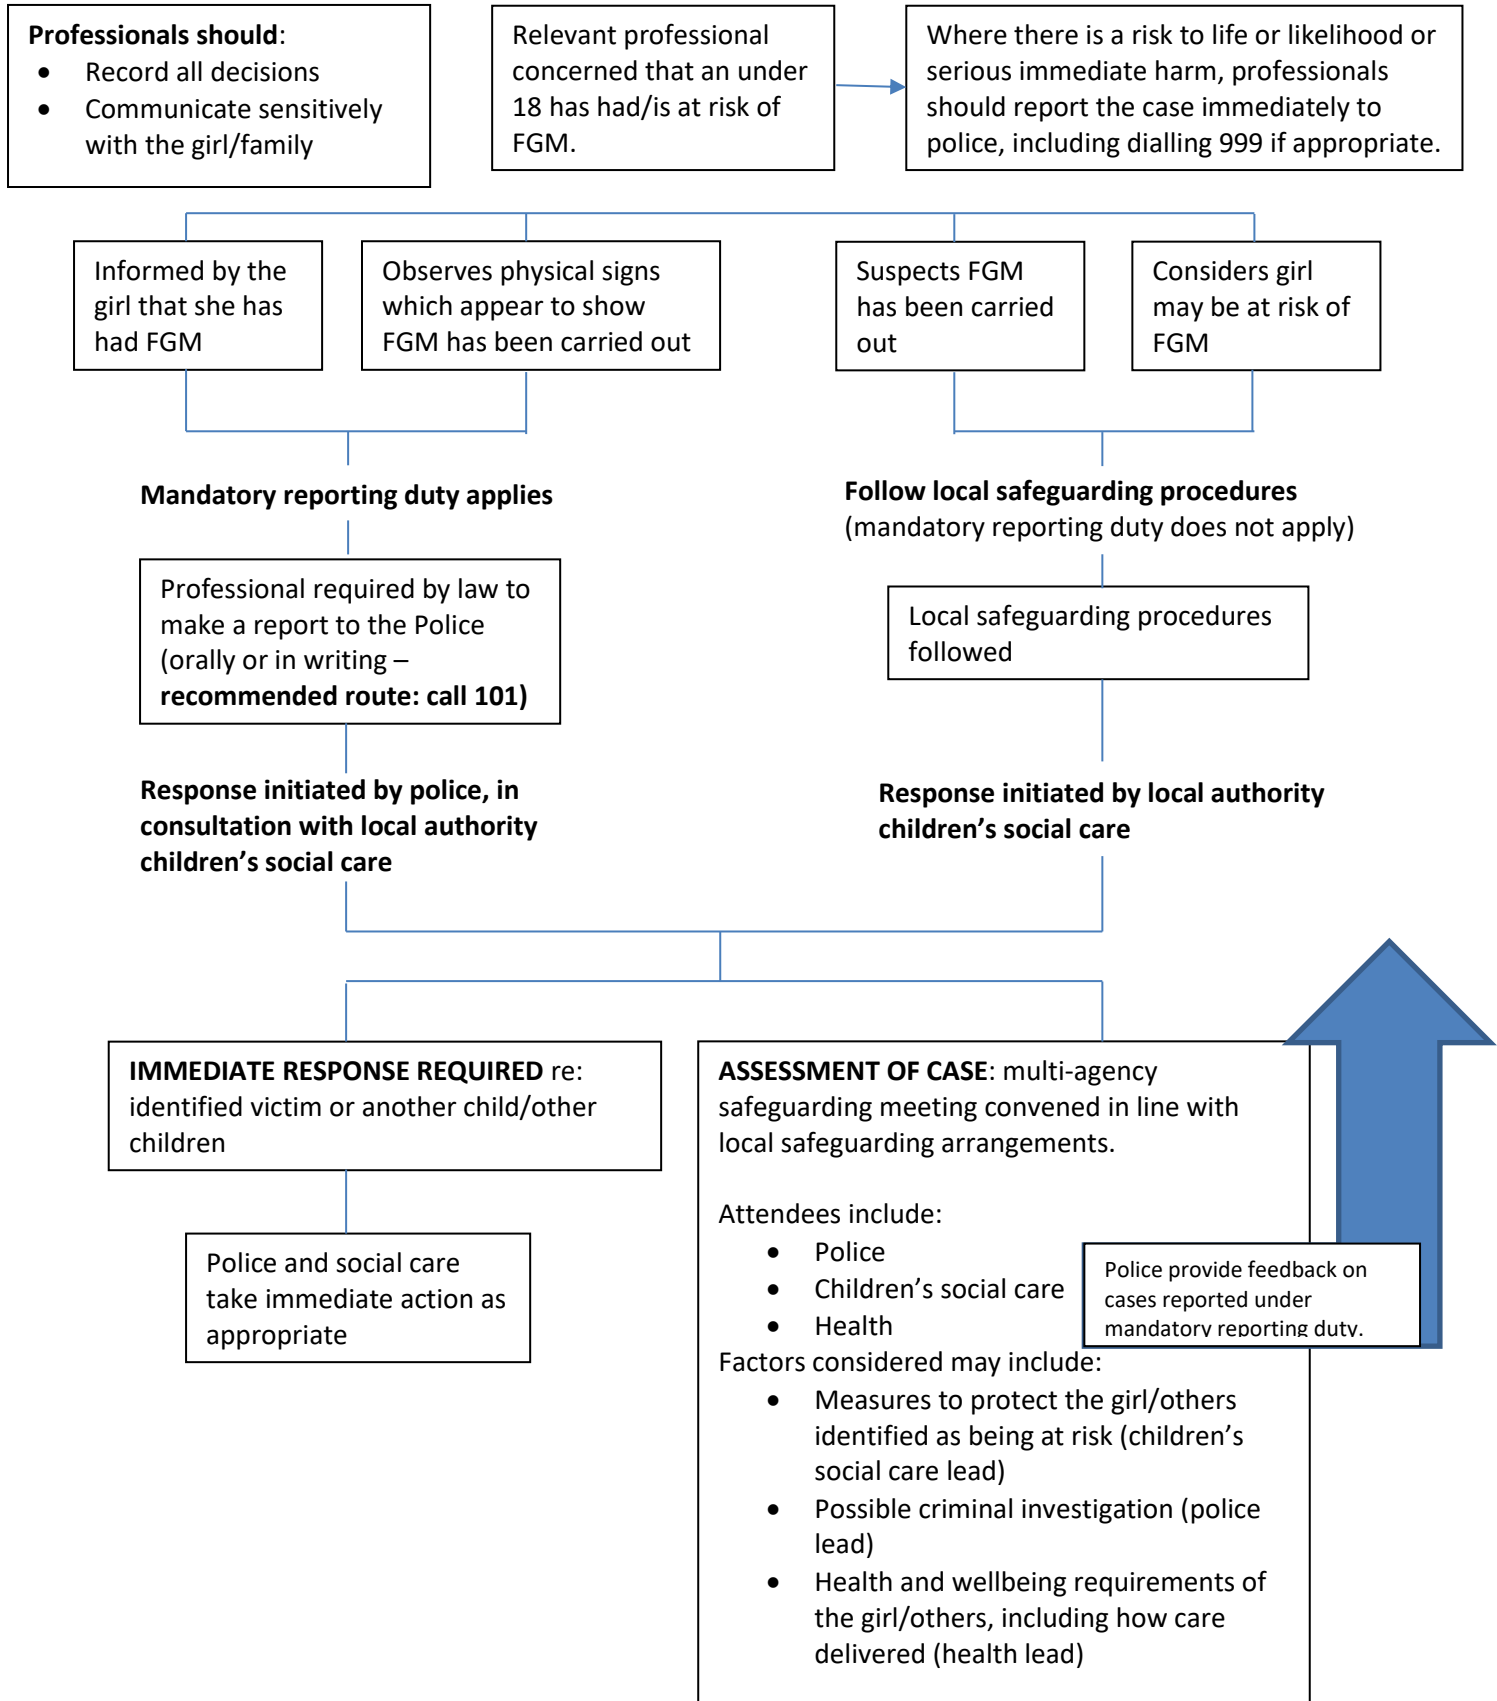 Professionals should:
• Record all decisions
• Communicate sensitively
with the girl/family
Relevant professional
concerned that an under
18 has had/is at risk of
FGM.
Where there is a risk to life or likelihood or
serious immediate harm, professionals
should report the case immediately to
police, including dialling 999 if appropriate.
Informed by the
girl that she has
had FGM
Observes physical signs
which appear to show
FGM has been carried out
Suspects FGM
has been carried
out
Considers girl
may be at risk of
FGM
Mandatory reporting duty applies
Follow local safeguarding procedures
(mandatory reporting duty does not apply)
Professional required by law to
make a report to the Police
(orally or in writing –
recommended route: call 101)
Local safeguarding procedures
followed
Response initiated by police, in
consultation with local authority
children’s social care
Response initiated by local authority
children’s social care
IMMEDIATE RESPONSE REQUIRED re:
identified victim or another child/other
children
Police and social care
take immediate action as
appropriate
ASSESSMENT OF CASE: multi-agency
safeguarding meeting convened in line with
local safeguarding arrangements.
Attendees include:
• Police
• Children’s social care
• Health
Factors considered may include:
• Measures to protect the girl/others
identified as being at risk (children’s
social care lead)
• Possible criminal investigation (police
lead)
• Health and wellbeing requirements of
the girl/others, including how care
delivered (health lead)
Police provide feedback on
cases reported under
mandatory reporting duty.